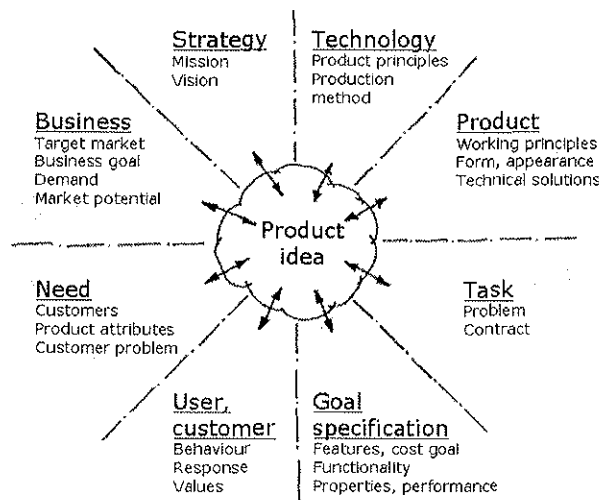 Strategy
Mission
Vision
Technology
Product principles
Production
method
Business
Target market
Business goal
Demand
Market potential
Product
Working principles
Form, appearance
Technical solutions
Product
idea
Need
Customers
Product attributes
Customer problem
Task
Problem
Contract
User,
customer
Behaviour
Response
Values
Goal
specification
Features, cost goal
Functionality
Properties, performance